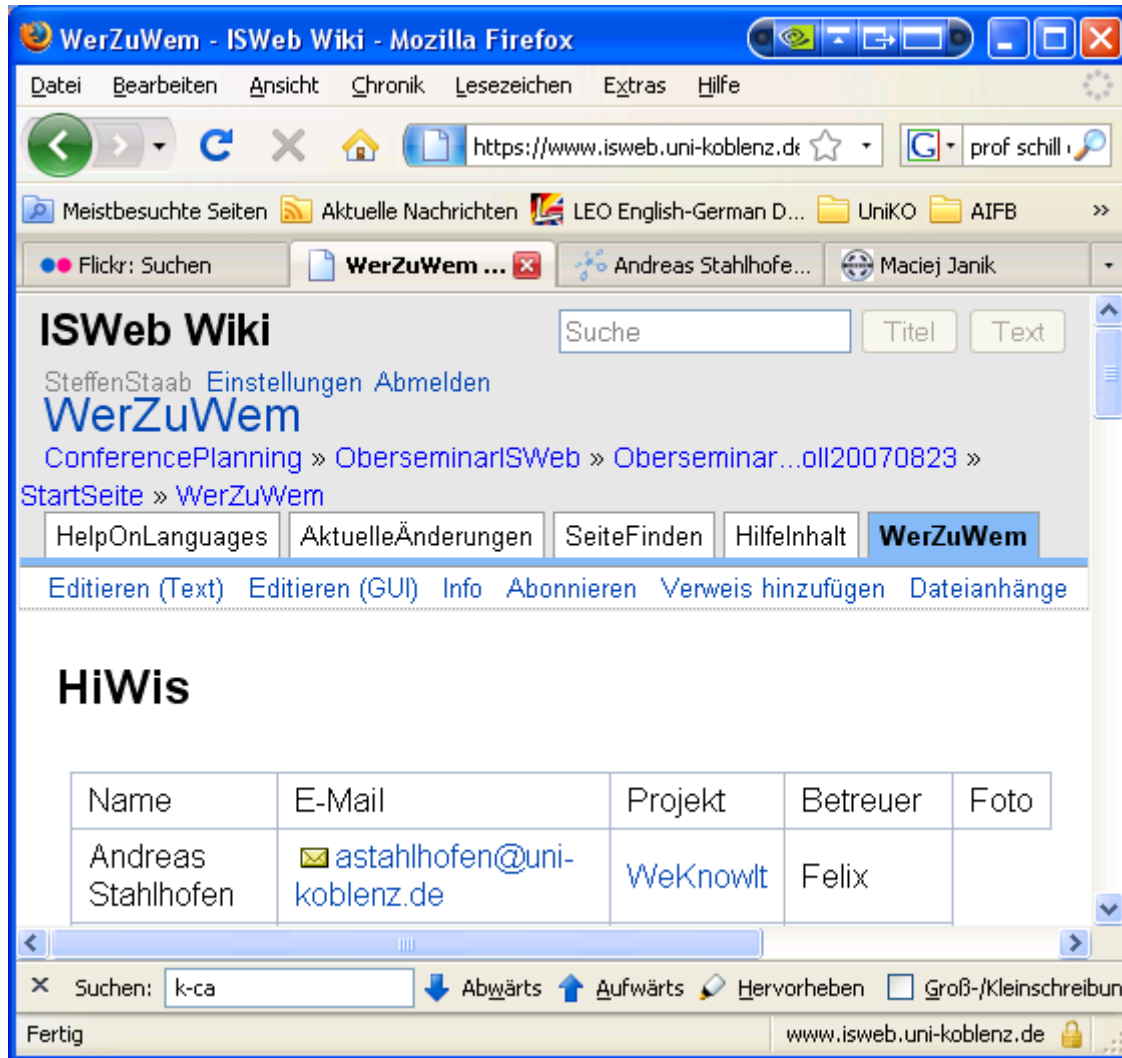 WerZuWem - ISWeb Wiki - Mozilla Firefox
Datei Bearbeiten Ansicht Chronik Lesezeichen Extras Hilfe
https://www.isweb.uni-koblenz.de G prof schill
Meistbesuchte Seiten Aktuelle Nachrichten LEO English-German D... UniKO AIFB »
Flickr: Suchen WerZuWem ... Andreas Stahlhofe... Maciej Janik
ISWeb Wiki Suche Titel Text
SteffenStaab Einstellungen Abmelden
WerZuWem
ConferencePlanning » OberseminarISWeb » Oberseminar...oll20070823 »
StartSeite » WerZuWem
HelpOnLanguages AktuelleÄnderungen SeiteFinden HilfeInhalt WerZuWem
Editieren (Text) Editieren (GUI) Info Abonnieren Verweis hinzufügen Dateianhänge
HiWis
Name E-Mail Projekt Betreuer Foto
Andreas astahlhofen@uni- WeKnowIt Felix
Stahlhofen koblenz.de
Suchen: k-ca Abwärts Aufwärts Hervorheben Groß-/Kleinschreibun
Fertig www.isweb.uni-koblenz.de